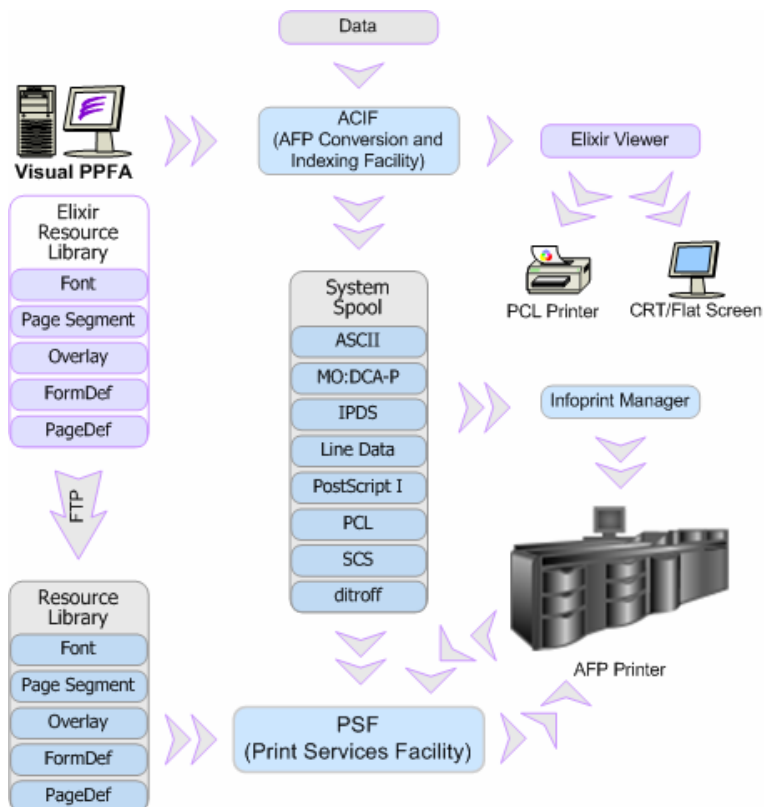 Data
Visual PPFA
ACIF
(AFP Conversion and
Indexing Facility)
Elixir Viewer
Elixir
Resource
Library
Font
Page Segment
Overlay
FormDef
PageDef
PCL Printer
CRT/Flat Screen
System
Spool
ASCII
MO:DCA-P
IPDS
Line Data
PostScript I
PCL
SCS
ditroff
Infoprint Manager
FTP
AFP Printer
Resource
Library
Font
Page Segment
Overlay
FormDef
PageDef
PSF
(Print Services Facility)